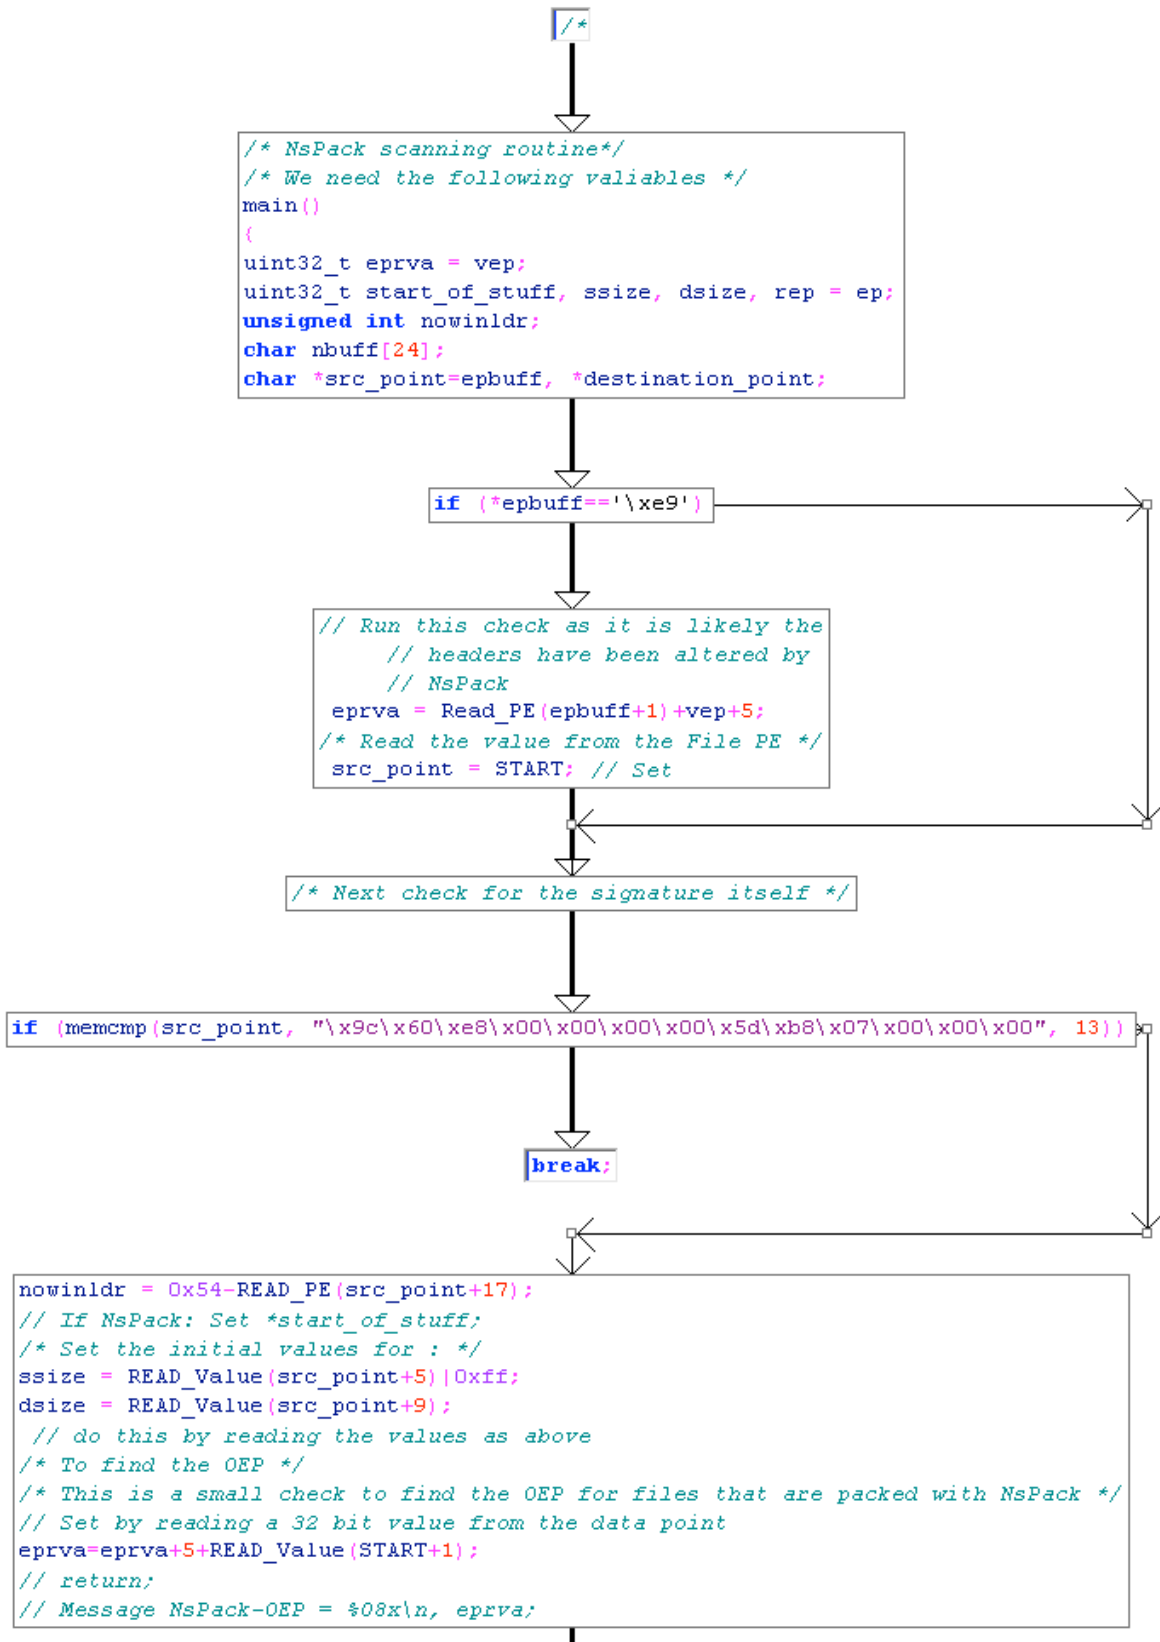 /*
/* NsPack scanning routine*/
/* We need the following valiables */
main()
{
uint32_t eprva = vep;
uint32_t start_of_stuff, ssize, dsize, rep = ep;
unsigned int nowinldr;
char nbuff[24];
char *src_point=epbuff, *destination_point;
if (*epbuff=='\xe9')
// Run this check as it is likely the
// headers have been altered by
// NsPack
eprva = Read_PE(epbuff+1)+vep+5;
/* Read the value from the File PE */
src_point = START; // Set
/* Next check for the signature itself */
if (memcmp(src_point, "\x9c\x60\xe8\x00\x00\x00\x00\x5d\xb8\x07\x00\x00\x00", 13))
break;
nowinldr = 0x54-READ_PE(src_point+17);
// If NsPack: Set *start_of_stuff;
/* Set the initial values for : */
ssize = READ_Value(src_point+5)|0xff;
dsize = READ_Value(src_point+9);
// do this by reading the values as above
/* To find the OEP */
/* This is a small check to find the OEP for files that are packed with NsPack */
// Set by reading a 32 bit value from the data point
eprva=eprva+5+READ_Value(START+1);
// return;
// Message NsPack-OEP = %08x\n, eprva;